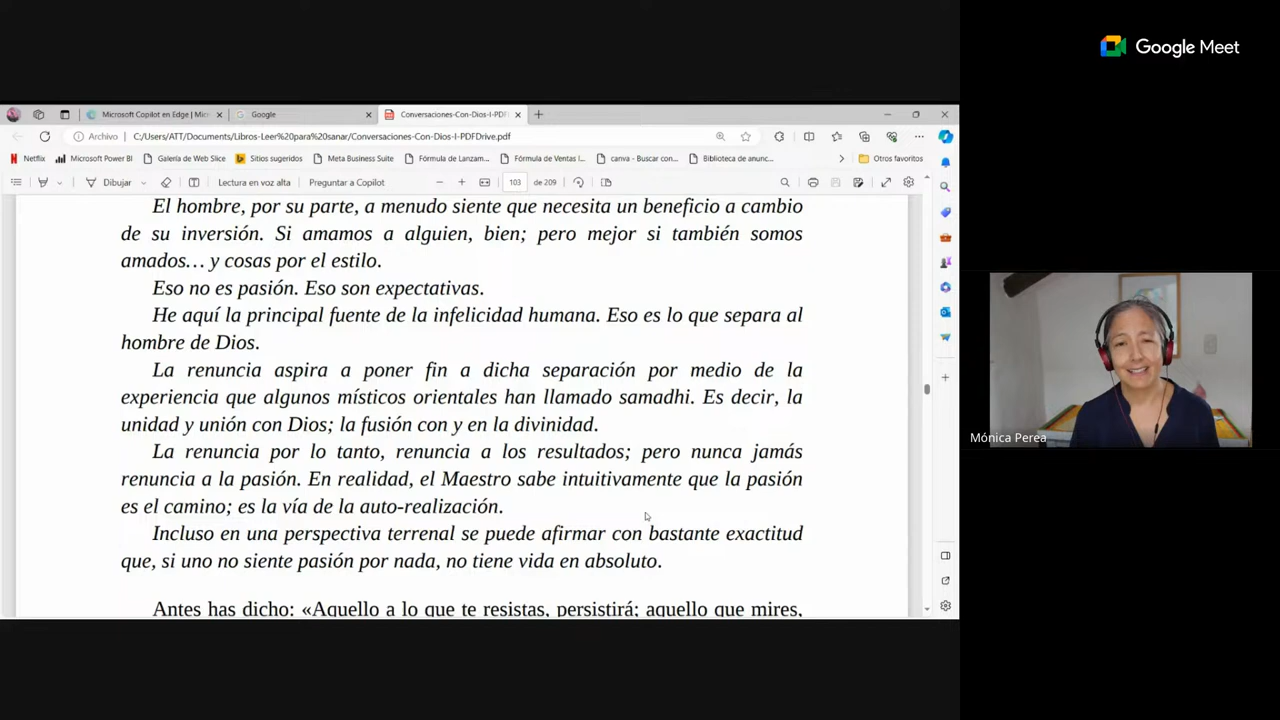 Google Meet
Microsoft Copilot en Edge | Mic
Google
Conversaciones-Con-Dios-I-PDF
Archivo
C:/Users/ATT/Documents/Libros-Leer%20para%20sanar/Conversaciones-Con-Dios-I-PDFDrive.pdf
Netflix
Microsoft Power BI
Galería de Web Slice
Sitios sugeridos
Meta Business Suite
Fórmula de Lanzam...
Fórmula de Ventas I...
canva - Buscar con...
Biblioteca de anunc...
Otros favoritos
Dibujar
Lectura en voz alta
Preguntar a Copilot
103
de 209
El hombre, por su parte, a menudo siente que necesita un beneficio a cambio
de su inversión. Si amamos a alguien, bien; pero mejor si también somos
amados… y cosas por el estilo.
Eso no es pasión. Eso son expectativas.
He aquí la principal fuente de la infelicidad humana. Eso es lo que separa al
hombre de Dios.
La renuncia aspira a poner fin a dicha separación por medio de la
experiencia que algunos místicos orientales han llamado samadhi. Es decir, la
unidad y unión con Dios; la fusión con y en la divinidad.
La renuncia por lo tanto, renuncia a los resultados; pero nunca jamás
renuncia a la pasión. En realidad, el Maestro sabe intuitivamente que la pasión
es el camino; es la vía de la auto-realización.
Incluso en una perspectiva terrenal se puede afirmar con bastante exactitud
que, si uno no siente pasión por nada, no tiene vida en absoluto.
Antes has dicho: «Aquello a lo que te resistas, persistirá; aquello que mires,
Mónica Perea